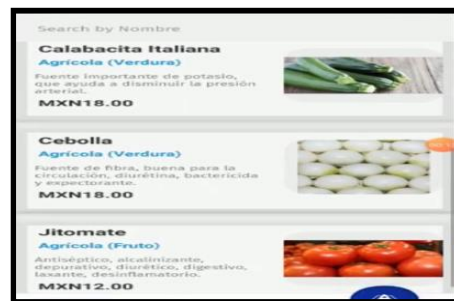 Search by Nombre
Calabacita Italiana
Agrícola (Verdura)
Fuente importante de potasio,
que ayuda a disminuir la presión
arterial.
MXN18.00
Cebolla
Agrícola (Verdura)
Fuente de fibra, buena para la
circulación, diurétina, bactericida
y expectorante.
MXN18.00
Jitomate
Agrícola (Fruto)
Antiséptico, alcalinizante,
depurativo, diurético, digestivo,
laxante, desinflamatorio.
MXN12.00